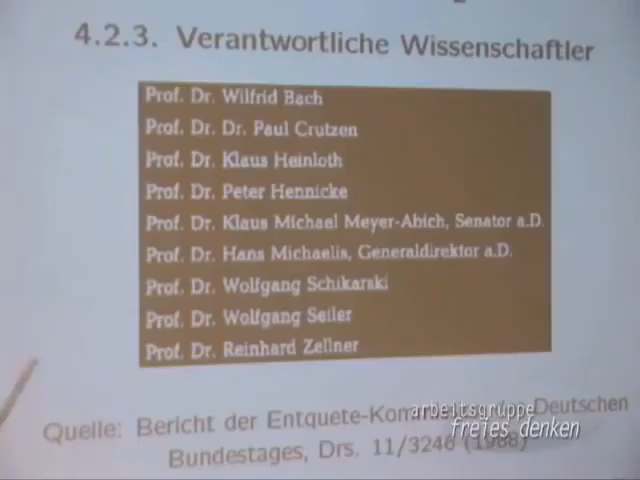 4.2.3. Verantwortliche Wissenschaftler
Prof. Dr. Wilfrid Bach
Prof. Dr. Dr. Paul Crutzen
Prof. Dr. Klaus Heinloth
Prof. Dr. Peter Hennicke
Prof. Dr. Klaus Michael Meyer-Abich, Senator a.D.
Prof. Dr. Hans Michaelis, Generaldirektor a.D.
Prof. Dr. Wolfgang Schikarski
Prof. Dr. Wolfgang Seiler
Prof. Dr. Reinhard Zellner
Quelle: Bericht der Entquete-Kom Deutschen
Bundestages, Drs. 11/3246 (1988)
arbeitsgruppe
freies denken